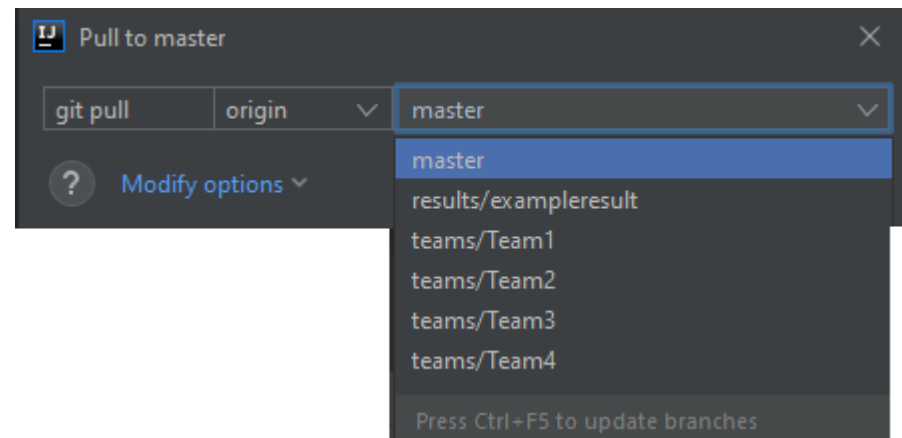 IJ Pull to master
git pull origin master
? Modify options
master
results/exampleresult
teams/Team1
teams/Team2
teams/Team3
teams/Team4
Press Ctrl+F5 to update branches